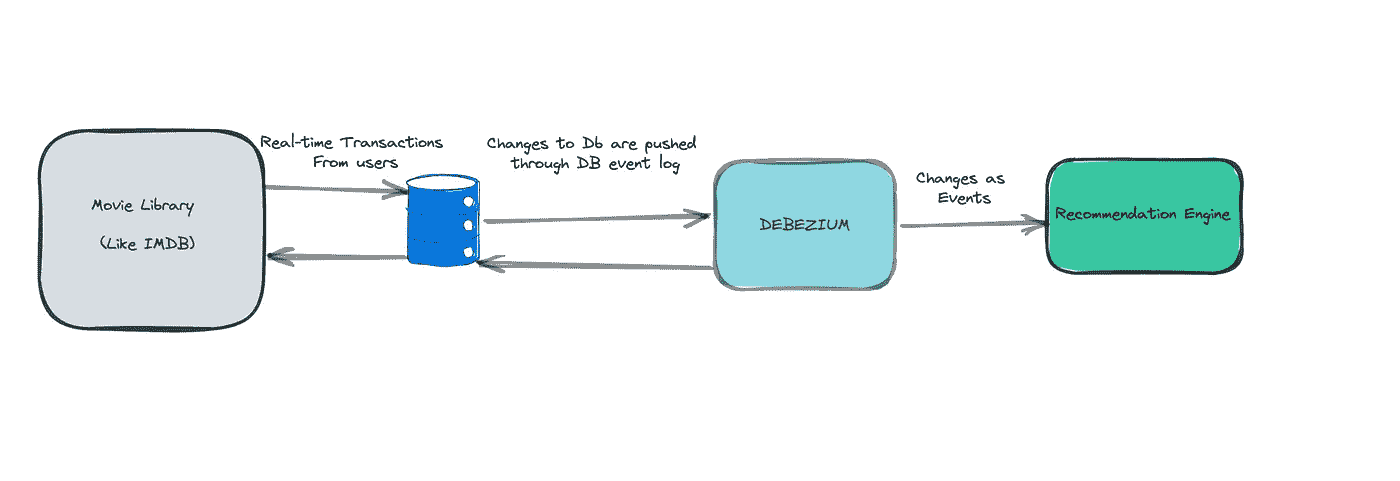 Real-time Transactions
From users
Changes to Db are pushed
through DB event log
Changes as
Events
Movie Library
(Like IMDB)
DEBEZIUM
Recommendation Engine